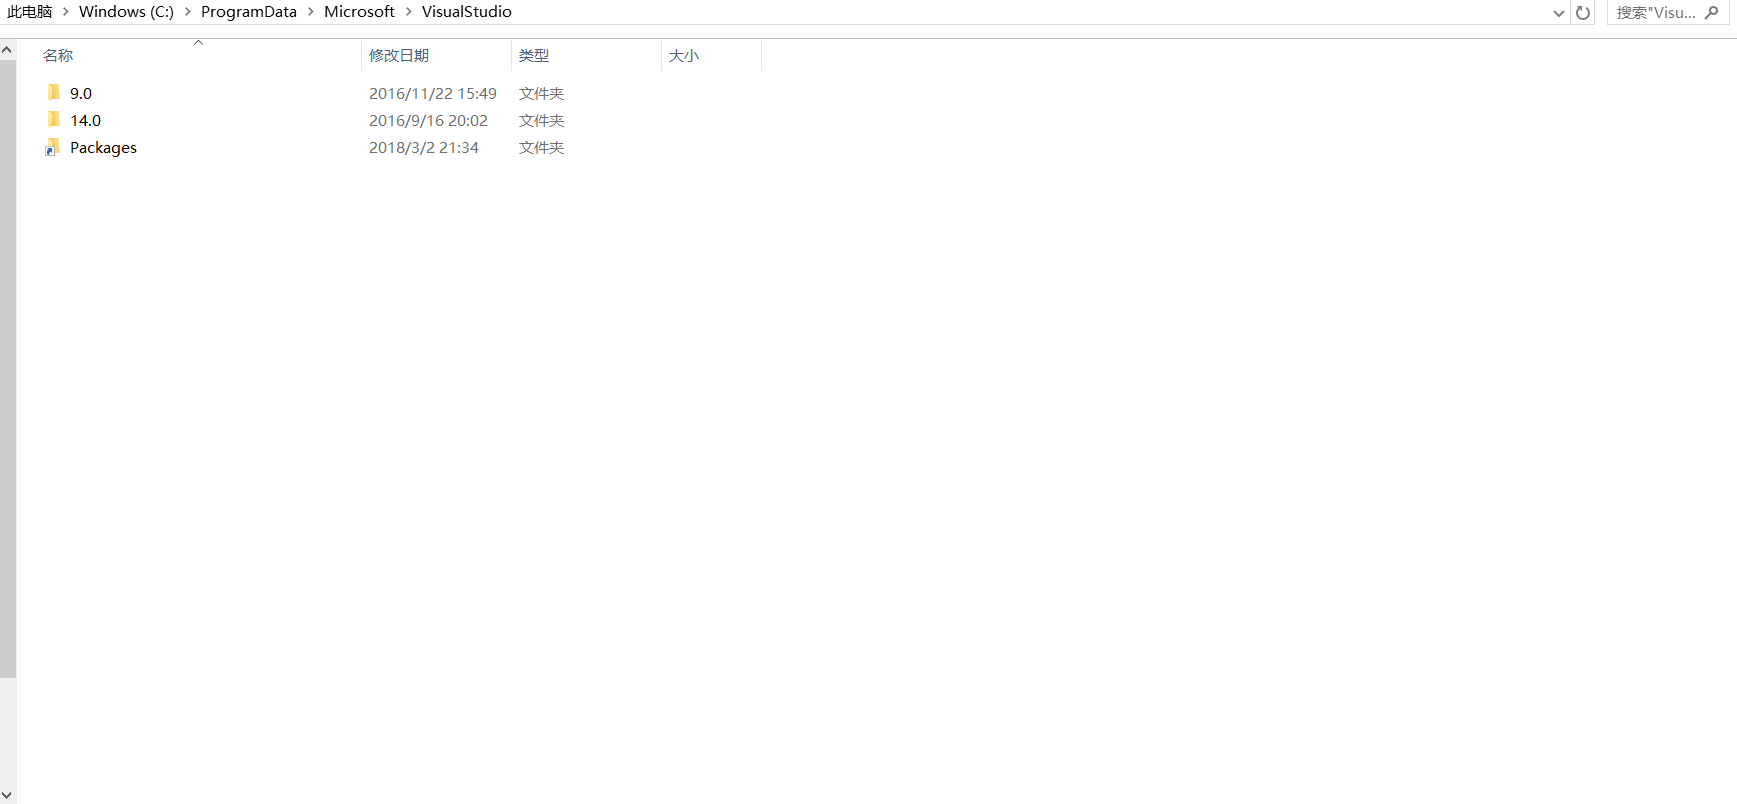 此电脑 > Windows (C:) > ProgramData > Microsoft > VisualStudio 搜索"Visu...
名称 修改日期 类型 大小
9.0 2016/11/22 15:49 文件夹
14.0 2016/9/16 20:02 文件夹
Packages 2018/3/2 21:34 文件夹